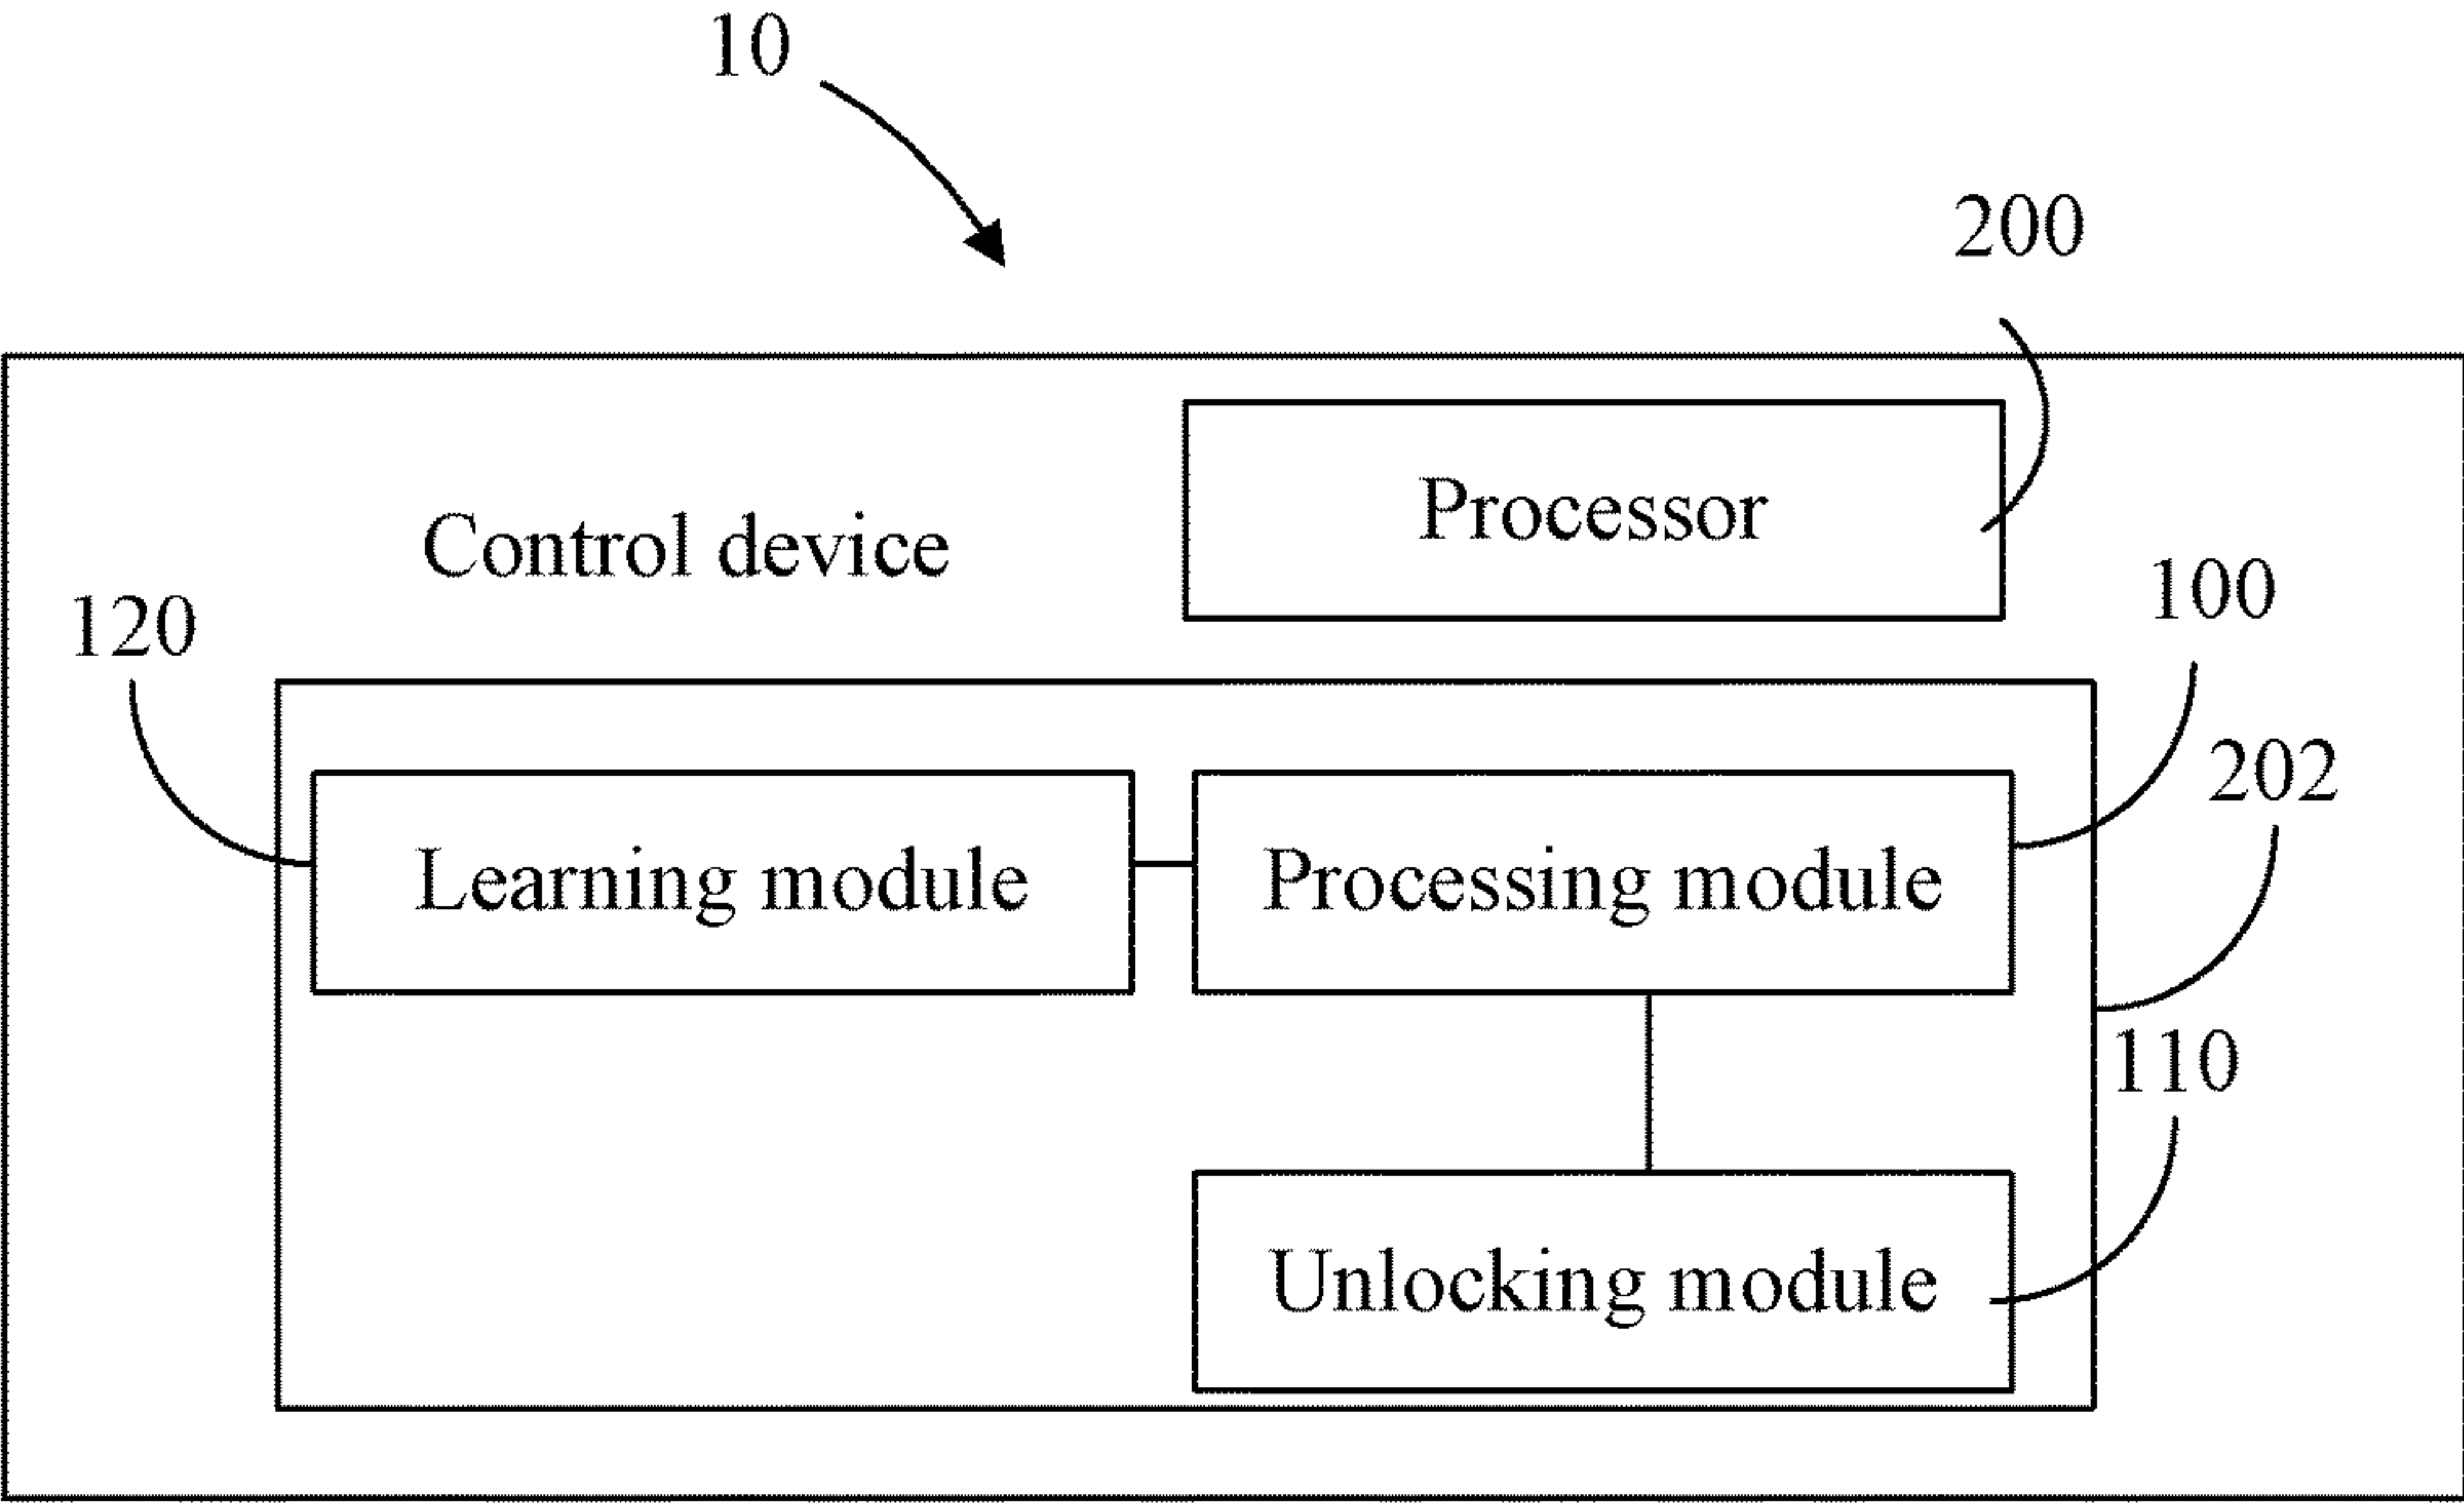 10
200
Processor
Control device
100
120
202
Learning module
Processing module
110
Unlocking module